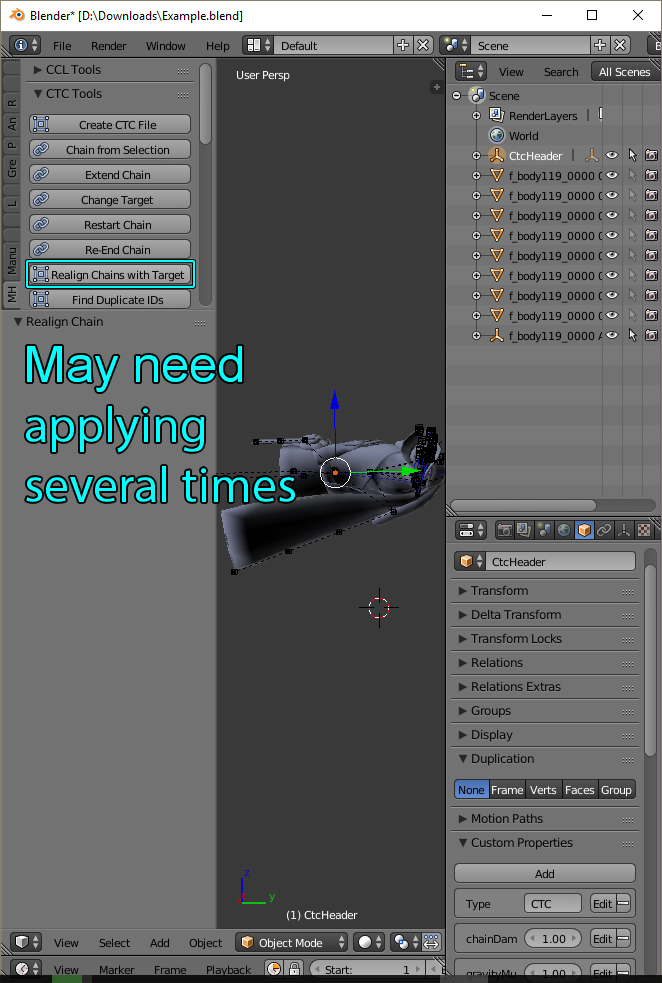 Blender* [D:\Downloads\Example.blend]
File Render Window Help Default Scene
CCL Tools
CTC Tools
Create CTC File
Chain from Selection
Extend Chain
Change Target
Restart Chain
Re-End Chain
Realign Chains with Target
Find Duplicate IDs
R
An
P
Gre
L
Manu
MH
Realign Chain
May need
applying
several times
User Persp
z
y
(1) CtcHeader
View Select Add Object Object Mode
View Marker Frame Playback Start: 1
View Search All Scenes
Scene
RenderLayers
World
CtcHeader
f_body119_0000
f_body119_0000
f_body119_0000
f_body119_0000
f_body119_0000
f_body119_0000
f_body119_0000
f_body119_0000
f_body119_0000
CtcHeader
Transform
Delta Transform
Transform Locks
Relations
Relations Extras
Groups
Display
Duplication
None Frame Verts Faces Group
Motion Paths
Custom Properties
Add
Type CTC Edit
chainDam 1.00 Edit
gravityMu 1.00 Edit